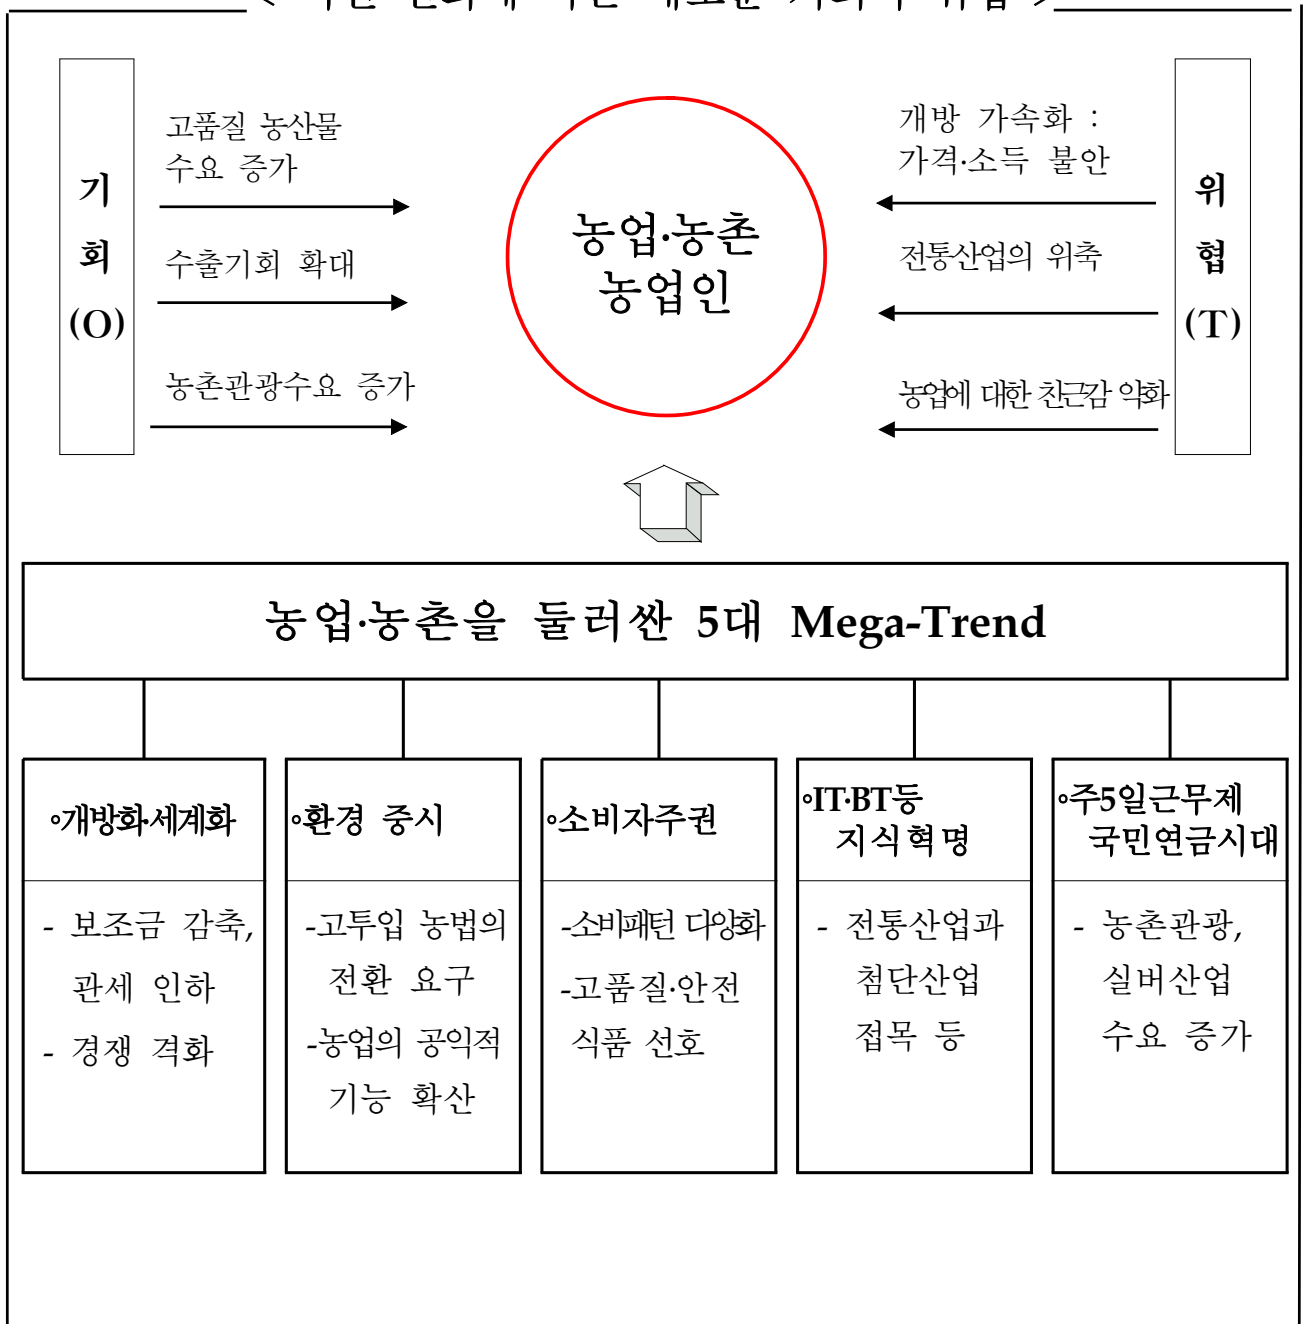 기
회
(O)
고품질 농산물
수요 증가
수출기회 확대
농촌관광수요 증가
농업·농촌
농업인
개방 가속화 :
가격·소득 불안
전통산업의 위축
농업에 대한 친근감 약화
위
협
(T)
농업·농촌을 둘러싼 5대 Mega-Trend
∘개방화·세계화
- 보조금 감축,
관세 인하
- 경쟁 격화
∘환경 중시
-고투입 농법의
전환 요구
-농업의 공익적
기능 확산
∘소비자주권
-소비패턴 다양화
-고품질·안전
식품 선호
∘IT·BT등
지식혁명
- 전통산업과
첨단산업
접목 등
∘주5일근무제
국민연금시대
- 농촌관광,
실버산업
수요 증가